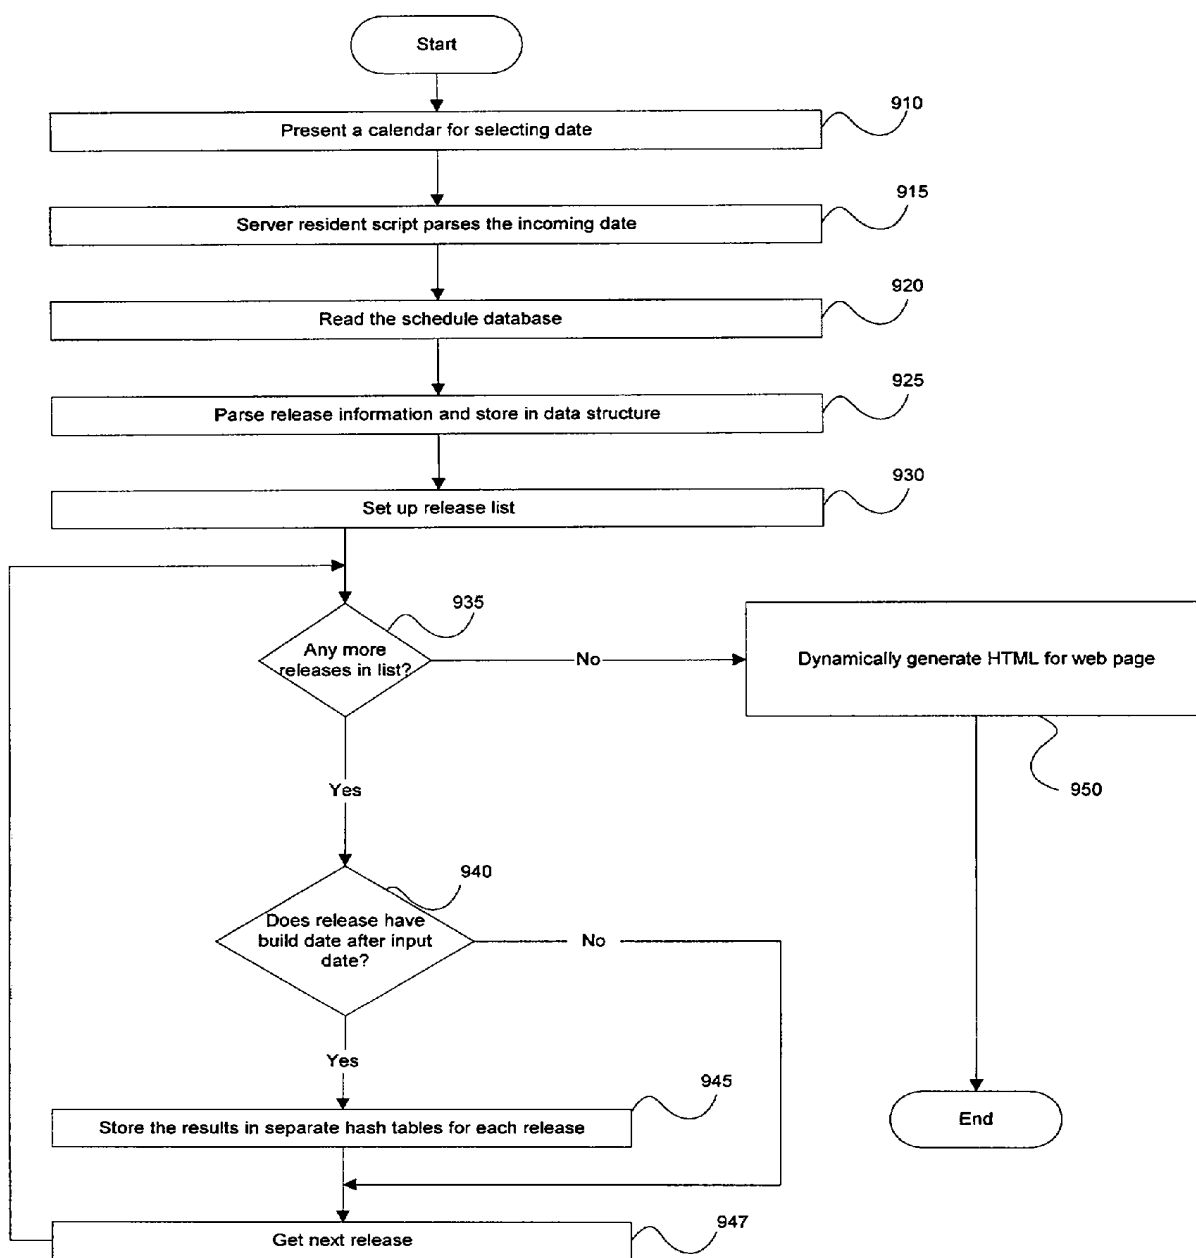 Start
910
Present a calendar for selecting date
915
Server resident script parses the incoming date
920
Read the schedule database
925
Parse release information and store in data structure
930
Set up release list
935
Any more
releases in list?
No
Dynamically generate HTML for web page
Yes
950
940
Does release have
build date after input
date?
No
Yes
945
Store the results in separate hash tables for each release
End
947
Get next release